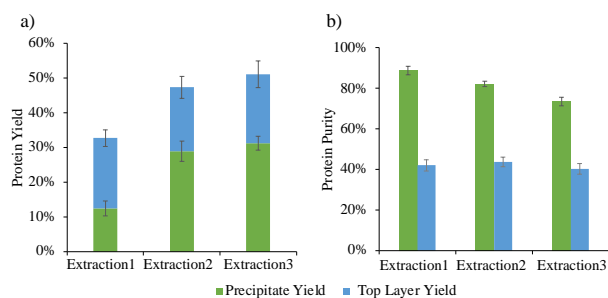 a)
60%
50%
40%
30%
20%
10%
0%
Protein Yield
Extraction1 Extraction2 Extraction3
b)
100%
80%
60%
40%
20%
0%
Protein Purity
Extraction1 Extraction2 Extraction3
Precipitate Yield Top Layer Yield